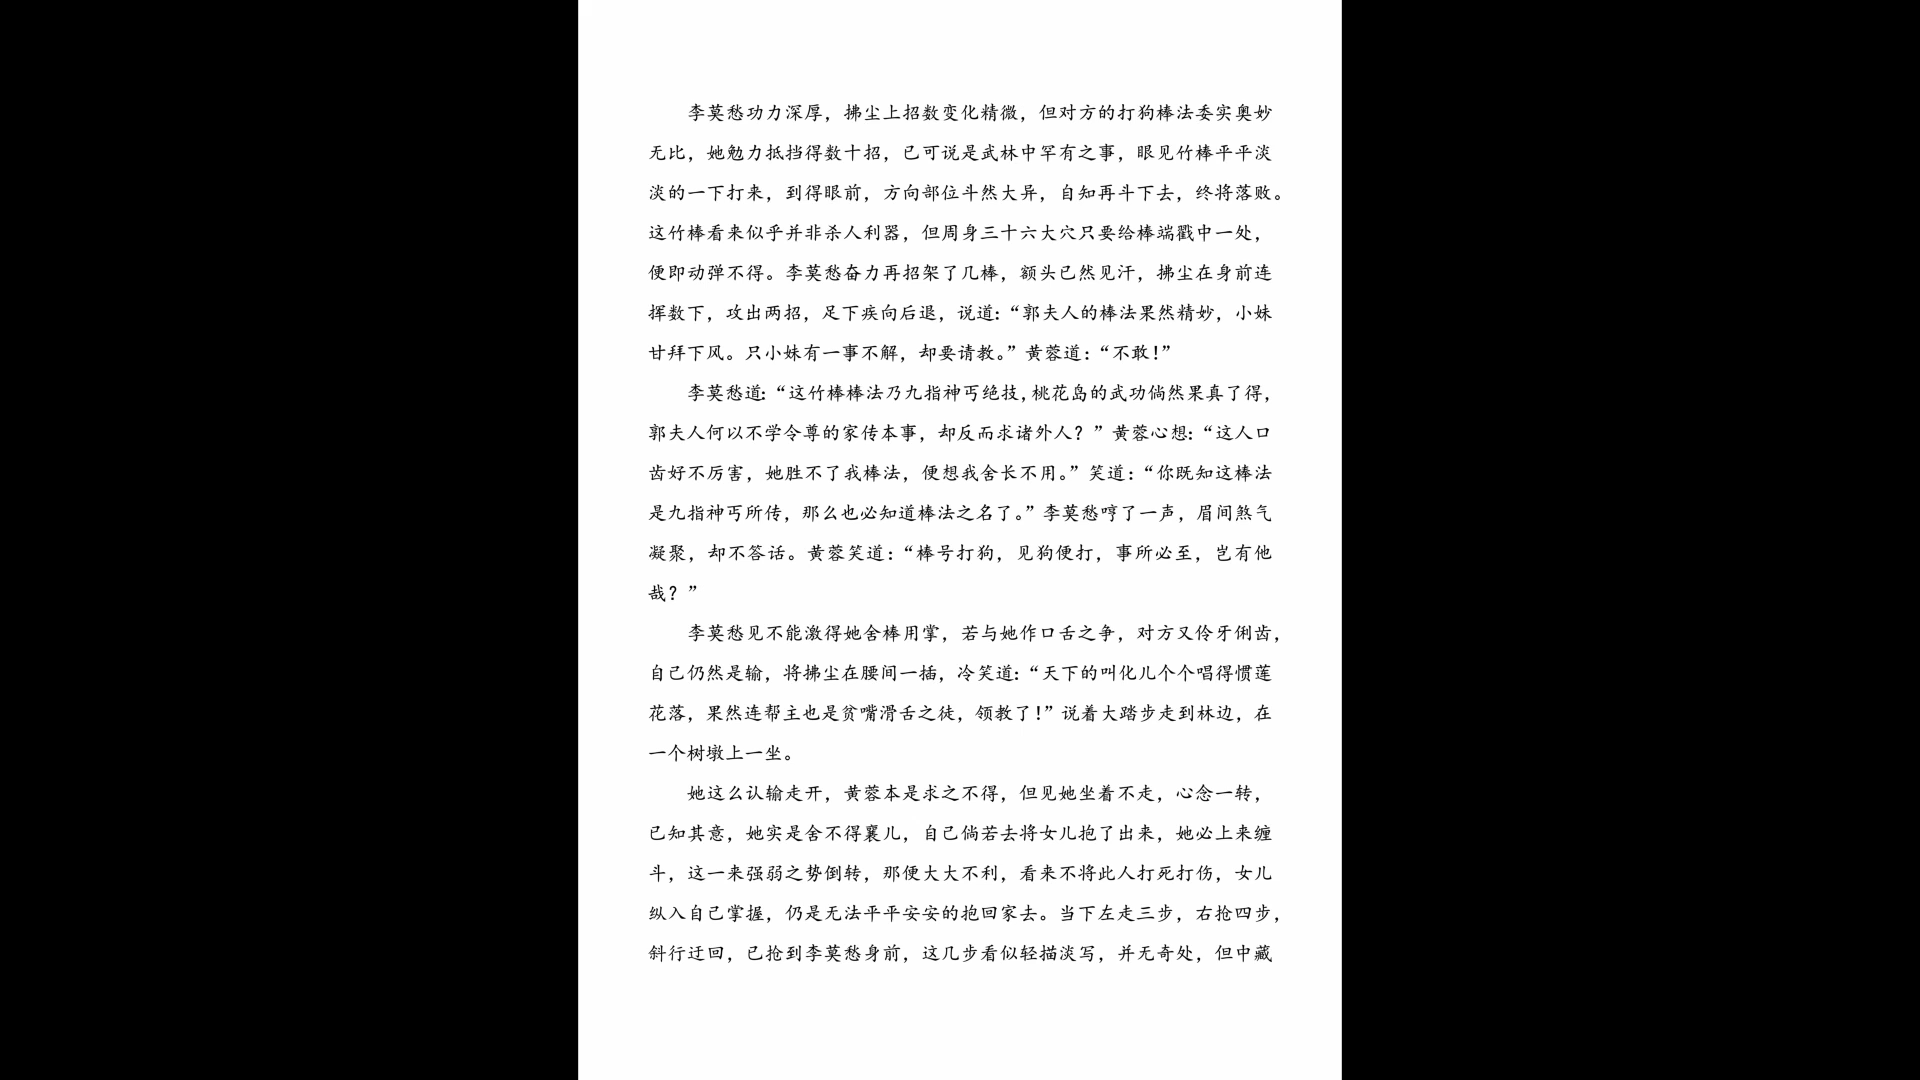 李莫愁功力深厚，拂尘上招数变化精微，但对方的打狗棒法委实奥妙
无比，她勉力抵挡得数十招，已可说是武林中罕有之事，眼见竹棒平平淡
淡的一下打来，到得眼前，方向部位斗然大异，自知再斗下去，终将落败。
这竹棒看来似乎并非杀人利器，但周身三十六大穴只要给棒端戳中一处，
便即动弹不得。李莫愁奋力再招架了几棒，额头已然见汗，拂尘在身前连
挥数下，攻出两招，足下疾向后退，说道：“郭夫人的棒法果然精妙，小妹
甘拜下风。只小妹有一事不解，却要请教。”黄蓉道：“不敢！”
李莫愁道：“这竹棒棒法乃九指神丐绝技，桃花岛的武功倘然果真了得，
郭夫人何以不学令尊的家传本事，却反而求诸外人？”黄蓉心想：“这人口
齿好不厉害，她胜不了我棒法，便想我舍长不用。”笑道：“你既知这棒法
是九指神丐所传，那么也必知道棒法之名了。”李莫愁哼了一声，眉间煞气
凝聚，却不答话。黄蓉笑道：“棒号打狗，见狗便打，事所必至，岂有他
哉？”
李莫愁见不能激得她舍棒用掌，若与她作口舌之争，对方又伶牙俐齿，
自己仍然是输，将拂尘在腰间一插，冷笑道：“天下的叫化儿个个唱得惯莲
花落，果然连帮主也是贫嘴滑舌之徒，领教了！”说着大踏步走到林边，在
一个树墩上一坐。
她这么认输走开，黄蓉本是求之不得，但见她坐着不走，心念一转，
已知其意，她实是舍不得襄儿，自己倘若去将女儿抱了出来，她必上来缠
斗，这一来强弱之势倒转，那便大大不利，看来不将此人打死打伤，女儿
纵入自己掌握，仍是无法平平安安的抱回家去。当下左走三步，右抢四步，
斜行迂回，已抢到李莫愁身前，这几步看似轻描淡写，并无奇处，但中藏